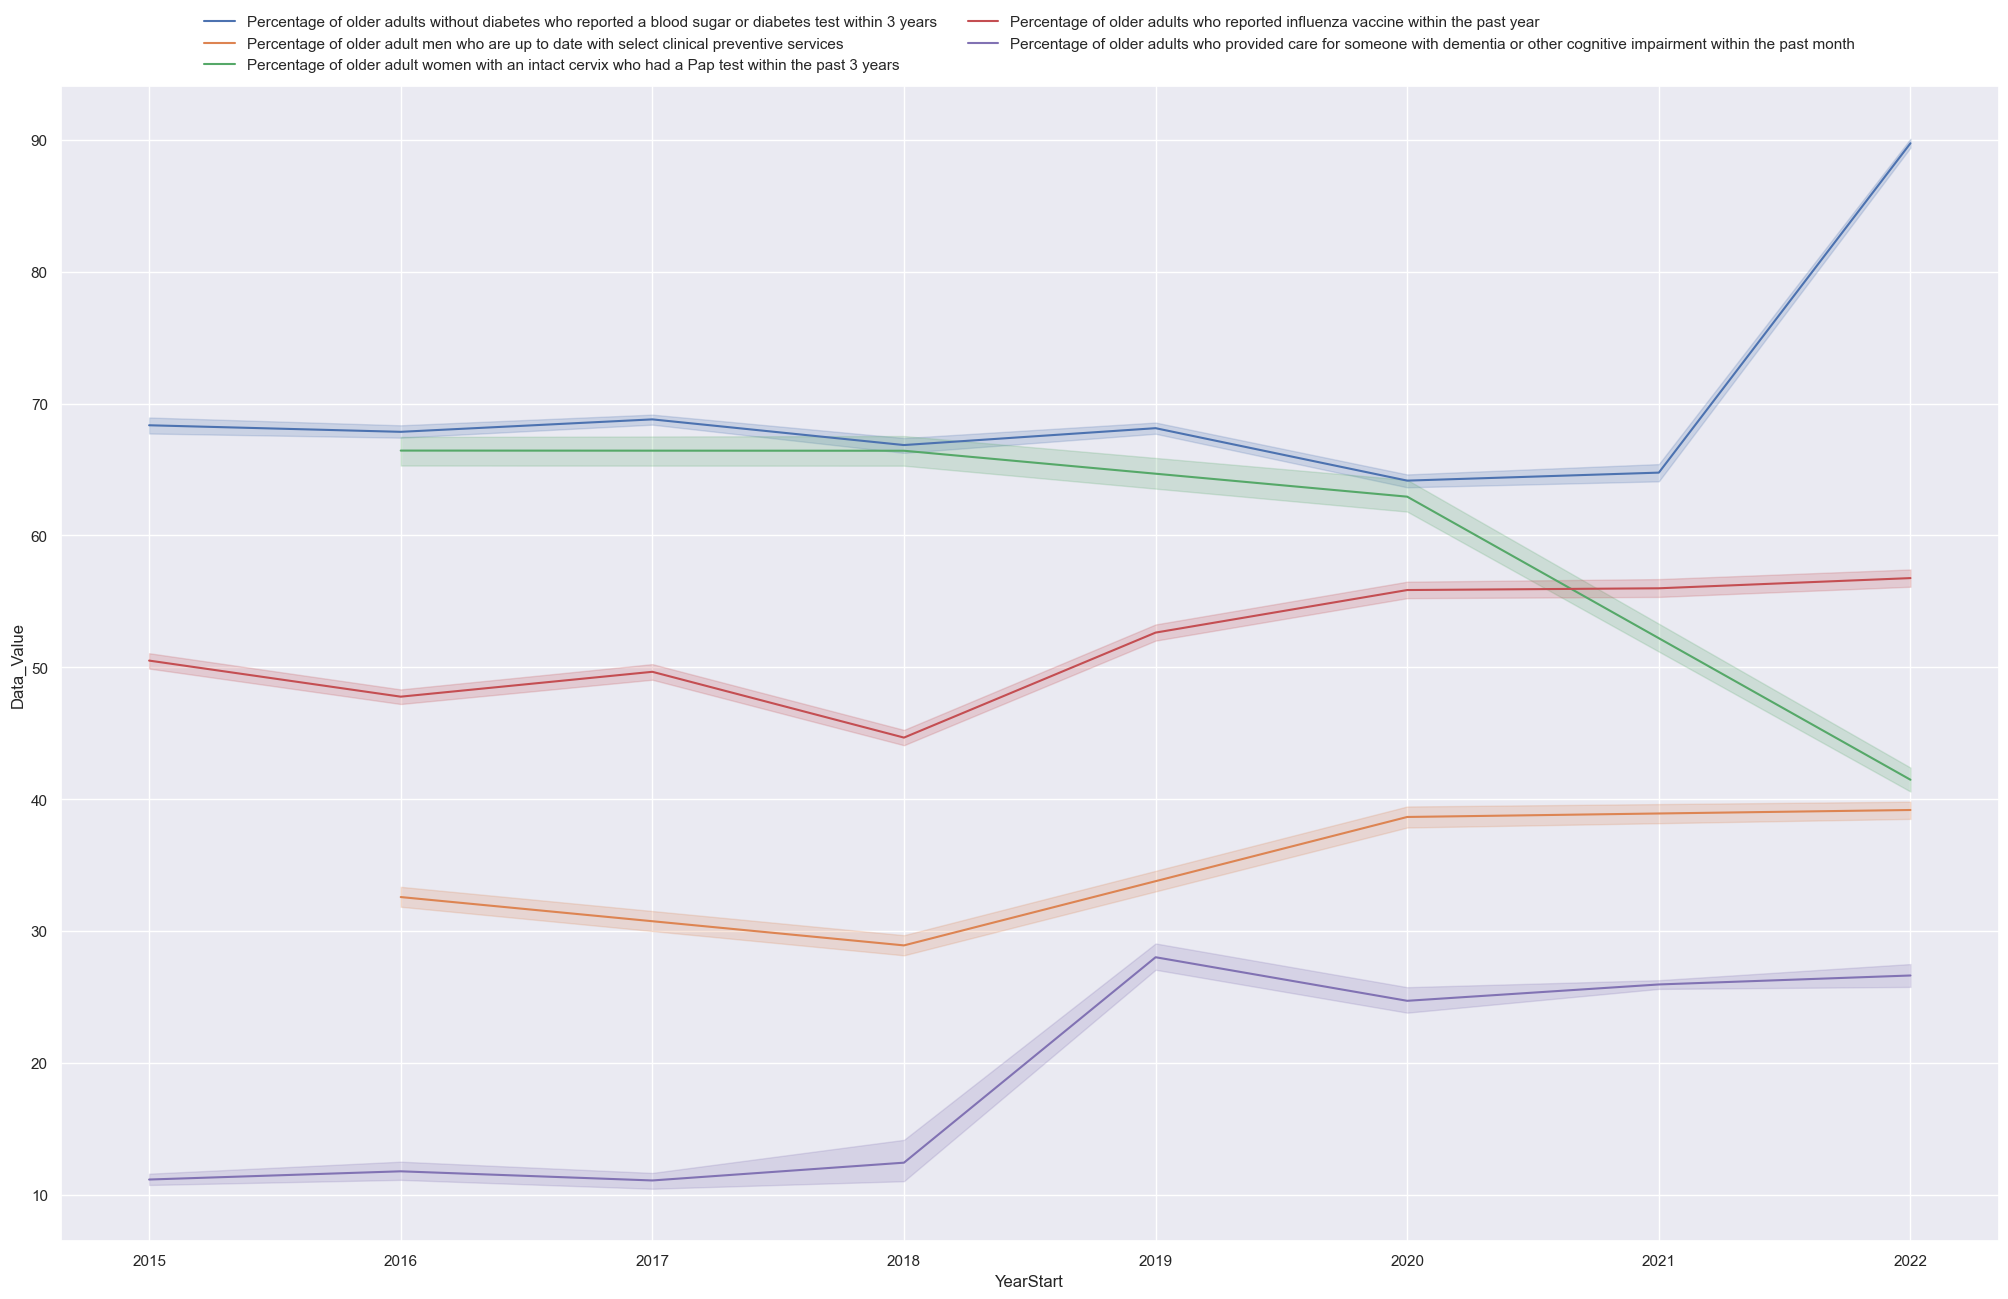 Percentage of older adults without diabetes who reported a blood sugar or diabetes test within 3 years
Percentage of older adult men who are up to date with select clinical preventive services
Percentage of older adult women with an intact cervix who had a Pap test within the past 3 years
Percentage of older adults who reported influenza vaccine within the past year
Percentage of older adults who provided care for someone with dementia or other cognitive impairment within the past month
90
80
70
60
50
40
30
20
10
Data_Value
2015 2016 2017 2018 2019 2020 2021 2022
YearStart